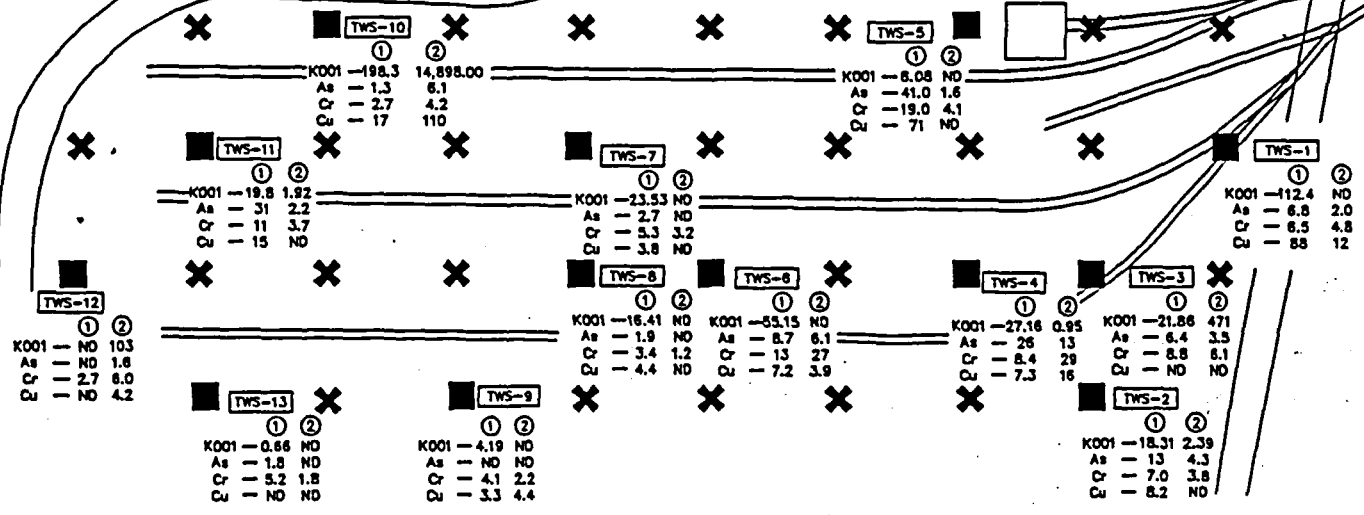 TWS-10
① ②
K001 — 198.3 14,898.00
As — 1.3 6.1
Cr — 2.7 4.2
Cu — 17 110
TWS-5
① ②
K001 — 6.08 ND
As — 41.0 1.6
Cr — 19.0 4.1
Cu — 71 ND
TWS-11
① ②
K001 — 19.8 1.92
As — 31 2.2
Cr — 11 3.7
Cu — 15 ND
TWS-7
① ②
K001 — 23.53 ND
As — 2.7 ND
Cr — 5.3 3.2
Cu — 3.8 ND
TWS-1
① ②
K001 — 112.4 ND
As — 6.8 2.0
Cr — 6.5 4.8
Cu — 88 12
TWS-12
① ②
K001 — ND 103
As — ND 1.6
Cr — 2.7 6.0
Cu — ND 4.2
TWS-8
① ②
K001 — 16.41 ND
As — 1.9 ND
Cr — 3.4 1.2
Cu — 4.4 ND
TWS-6
① ②
K001 — 55.15 ND
As — 8.7 6.1
Cr — 13 27
Cu — 7.2 3.9
TWS-4
① ②
K001 — 27.16 0.95
As — 26 13
Cr — 8.4 29
Cu — 7.3 16
TWS-3
① ②
K001 — 21.86 471
As — 6.4 3.5
Cr — 8.8 6.1
Cu — ND ND
TWS-13
① ②
K001 — 0.66 ND
As — 1.8 ND
Cr — 5.2 1.8
Cu — ND ND
TWS-9
① ②
K001 — 4.19 ND
As — ND ND
Cr — 4.1 2.2
Cu — 3.3 4.4
TWS-2
① ②
K001 — 18.31 2.39
As — 13 4.3
Cr — 7.0 3.8
Cu — 8.2 ND